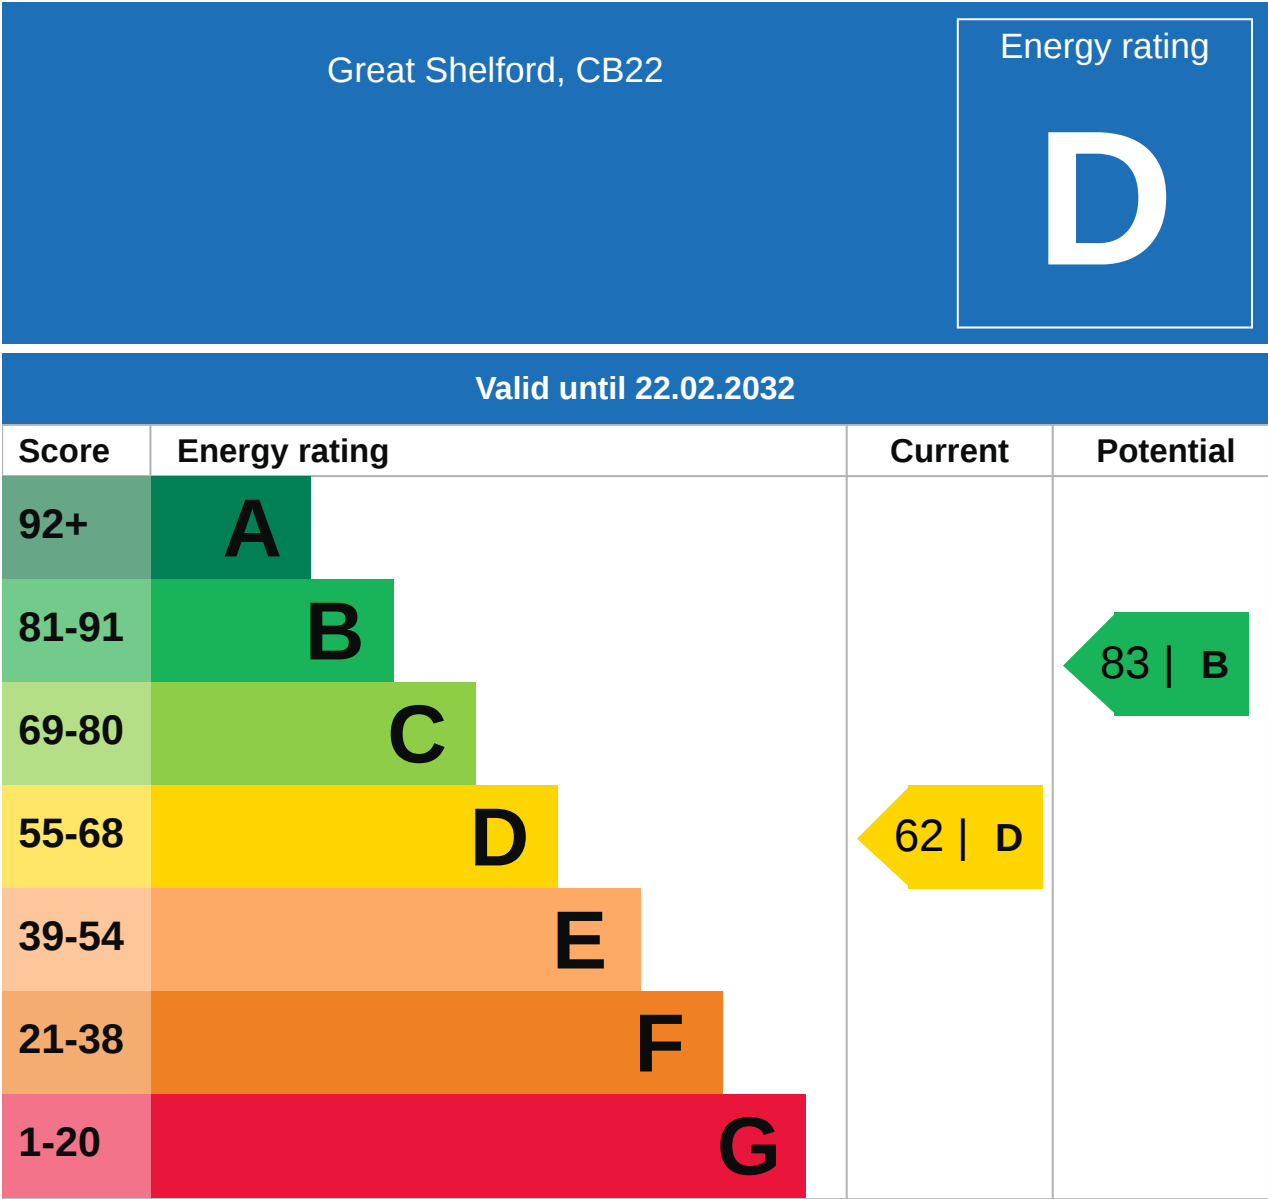 Great Shelford, CB22
Energy rating
D
Valid until 22.02.2032
Score Energy rating Current Potential
92+ A
81-91 B
83 | B
69-80 C
55-68 D 62 | D
39-54 E
21-38 F
1-20 G